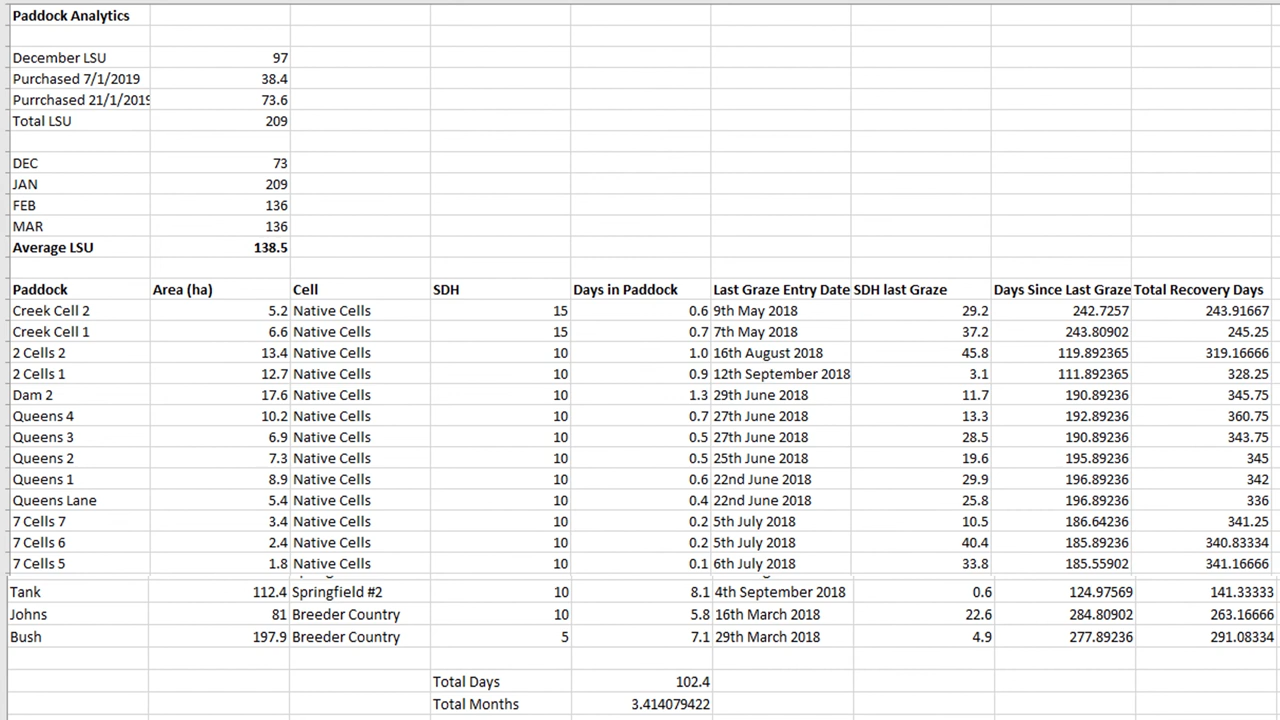 Paddock Analytics
December LSU 97
Purchased 7/1/2019 38.4
Purrchased 21/1/2019 73.6
Total LSU 209
DEC 73
JAN 209
FEB 136
MAR 136
Average LSU 138.5
Paddock Area (ha) Cell SDH Days in Paddock Last Graze Entry Date SDH last Graze Days Since Last Graze Total Recovery Days
Creek Cell 2 5.2 Native Cells 15 0.6 9th May 2018 29.2 242.7257 243.91667
Creek Cell 1 6.6 Native Cells 15 0.7 7th May 2018 37.2 243.80902 245.25
2 Cells 2 13.4 Native Cells 10 1.0 16th August 2018 45.8 119.892365 319.16666
2 Cells 1 12.7 Native Cells 10 0.9 12th September 2018 3.1 111.892365 328.25
Dam 2 17.6 Native Cells 10 1.3 29th June 2018 11.7 190.89236 345.75
Queens 4 10.2 Native Cells 10 0.7 27th June 2018 13.3 192.89236 360.75
Queens 3 6.9 Native Cells 10 0.5 27th June 2018 28.5 190.89236 343.75
Queens 2 7.3 Native Cells 10 0.5 25th June 2018 19.6 195.89236 345
Queens 1 8.9 Native Cells 10 0.6 22nd June 2018 29.9 196.89236 342
Queens Lane 5.4 Native Cells 10 0.4 22nd June 2018 25.8 196.89236 336
7 Cells 7 3.4 Native Cells 10 0.2 5th July 2018 10.5 186.64236 341.25
7 Cells 6 2.4 Native Cells 10 0.2 5th July 2018 40.4 185.89236 340.83334
7 Cells 5 1.8 Native Cells 10 0.1 6th July 2018 33.8 185.55902 341.16666
Tank 112.4 Springfield #2 10 8.1 4th September 2018 0.6 124.97569 141.33333
Johns 81 Breeder Country 10 5.8 16th March 2018 22.6 284.80902 263.16666
Bush 197.9 Breeder Country 5 7.1 29th March 2018 4.9 277.89236 291.08334
Total Days 102.4
Total Months 3.414079422